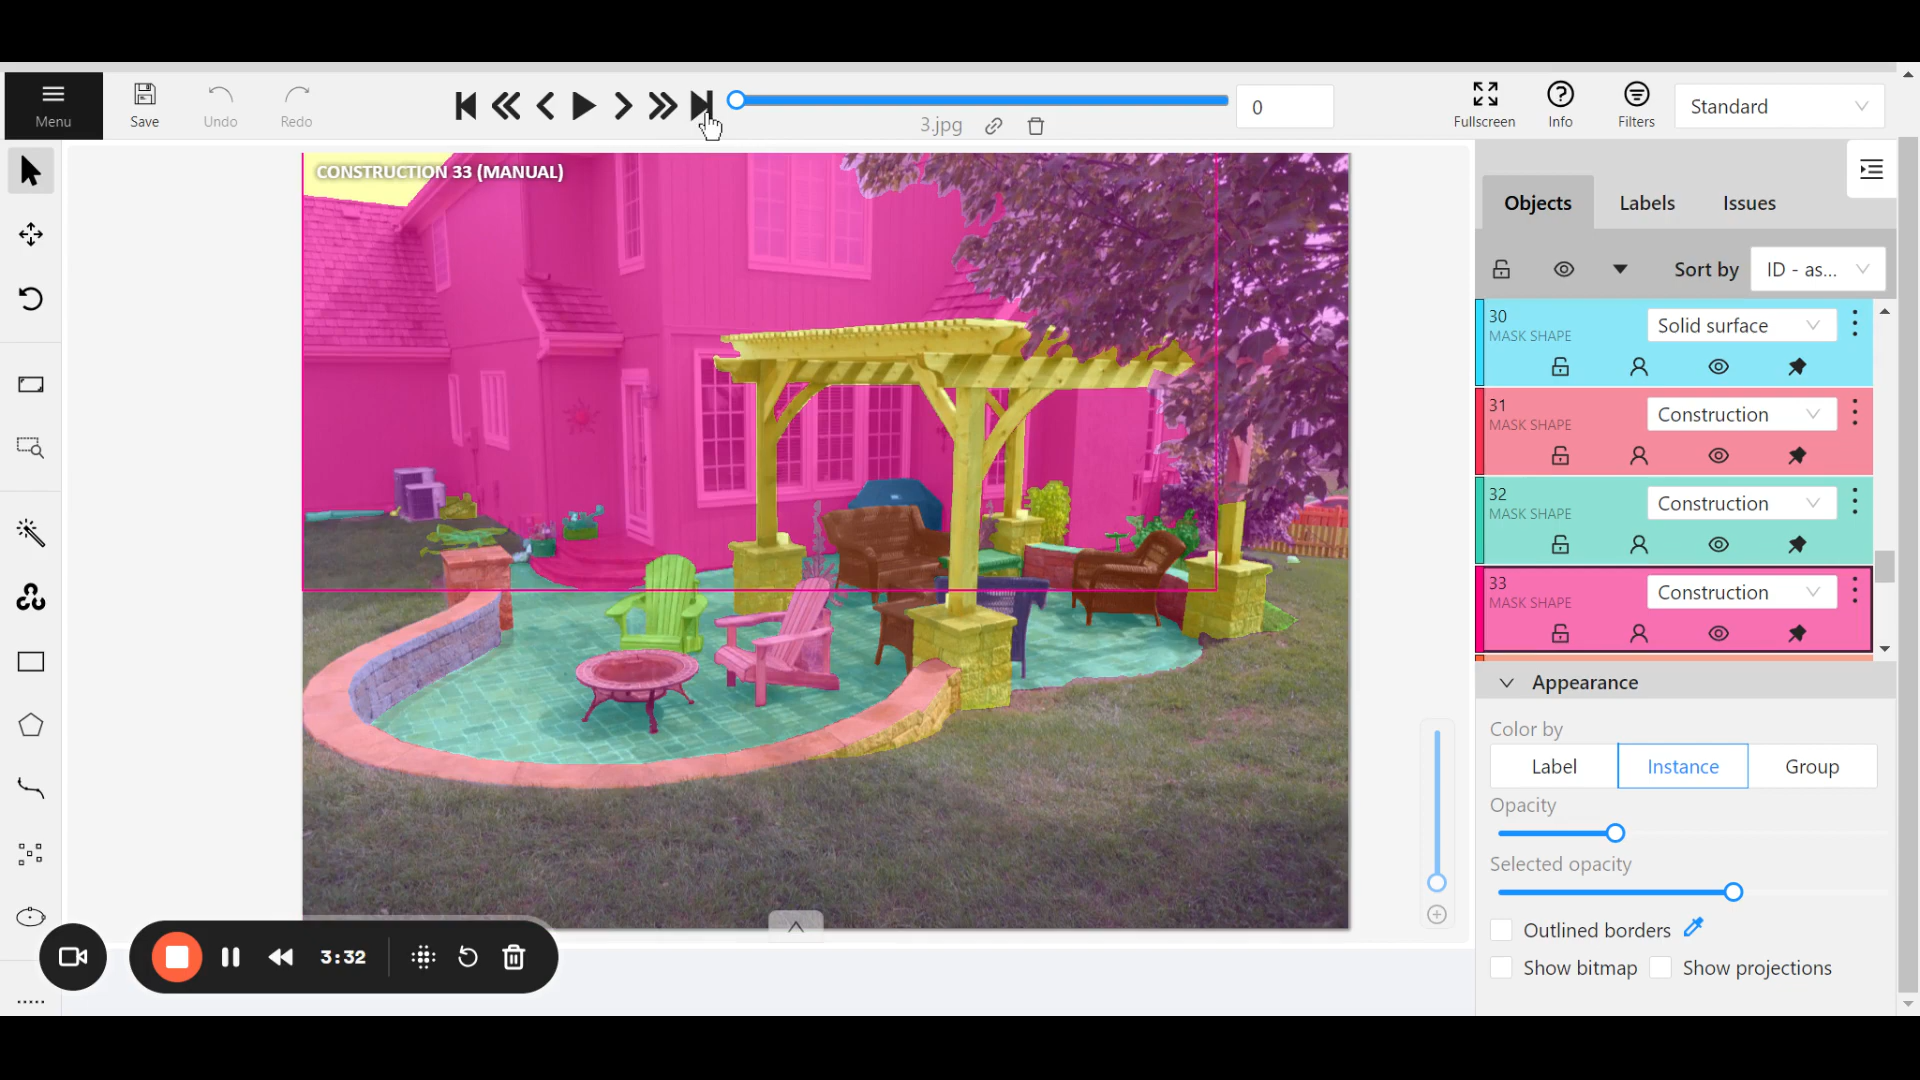 Menu
Save
Undo
Redo
0
3.jpg
Fullscreen
Info
Filters
Standard
CONSTRUCTION 33 (MANUAL)
Objects
Labels
Issues
Sort by
ID - as...
30
MASK SHAPE
Solid surface
31
MASK SHAPE
Construction
32
MASK SHAPE
Construction
33
MASK SHAPE
Construction
Appearance
Color by
Label
Instance
Group
Opacity
Selected opacity
Outlined borders
Show bitmap
Show projections
3:32